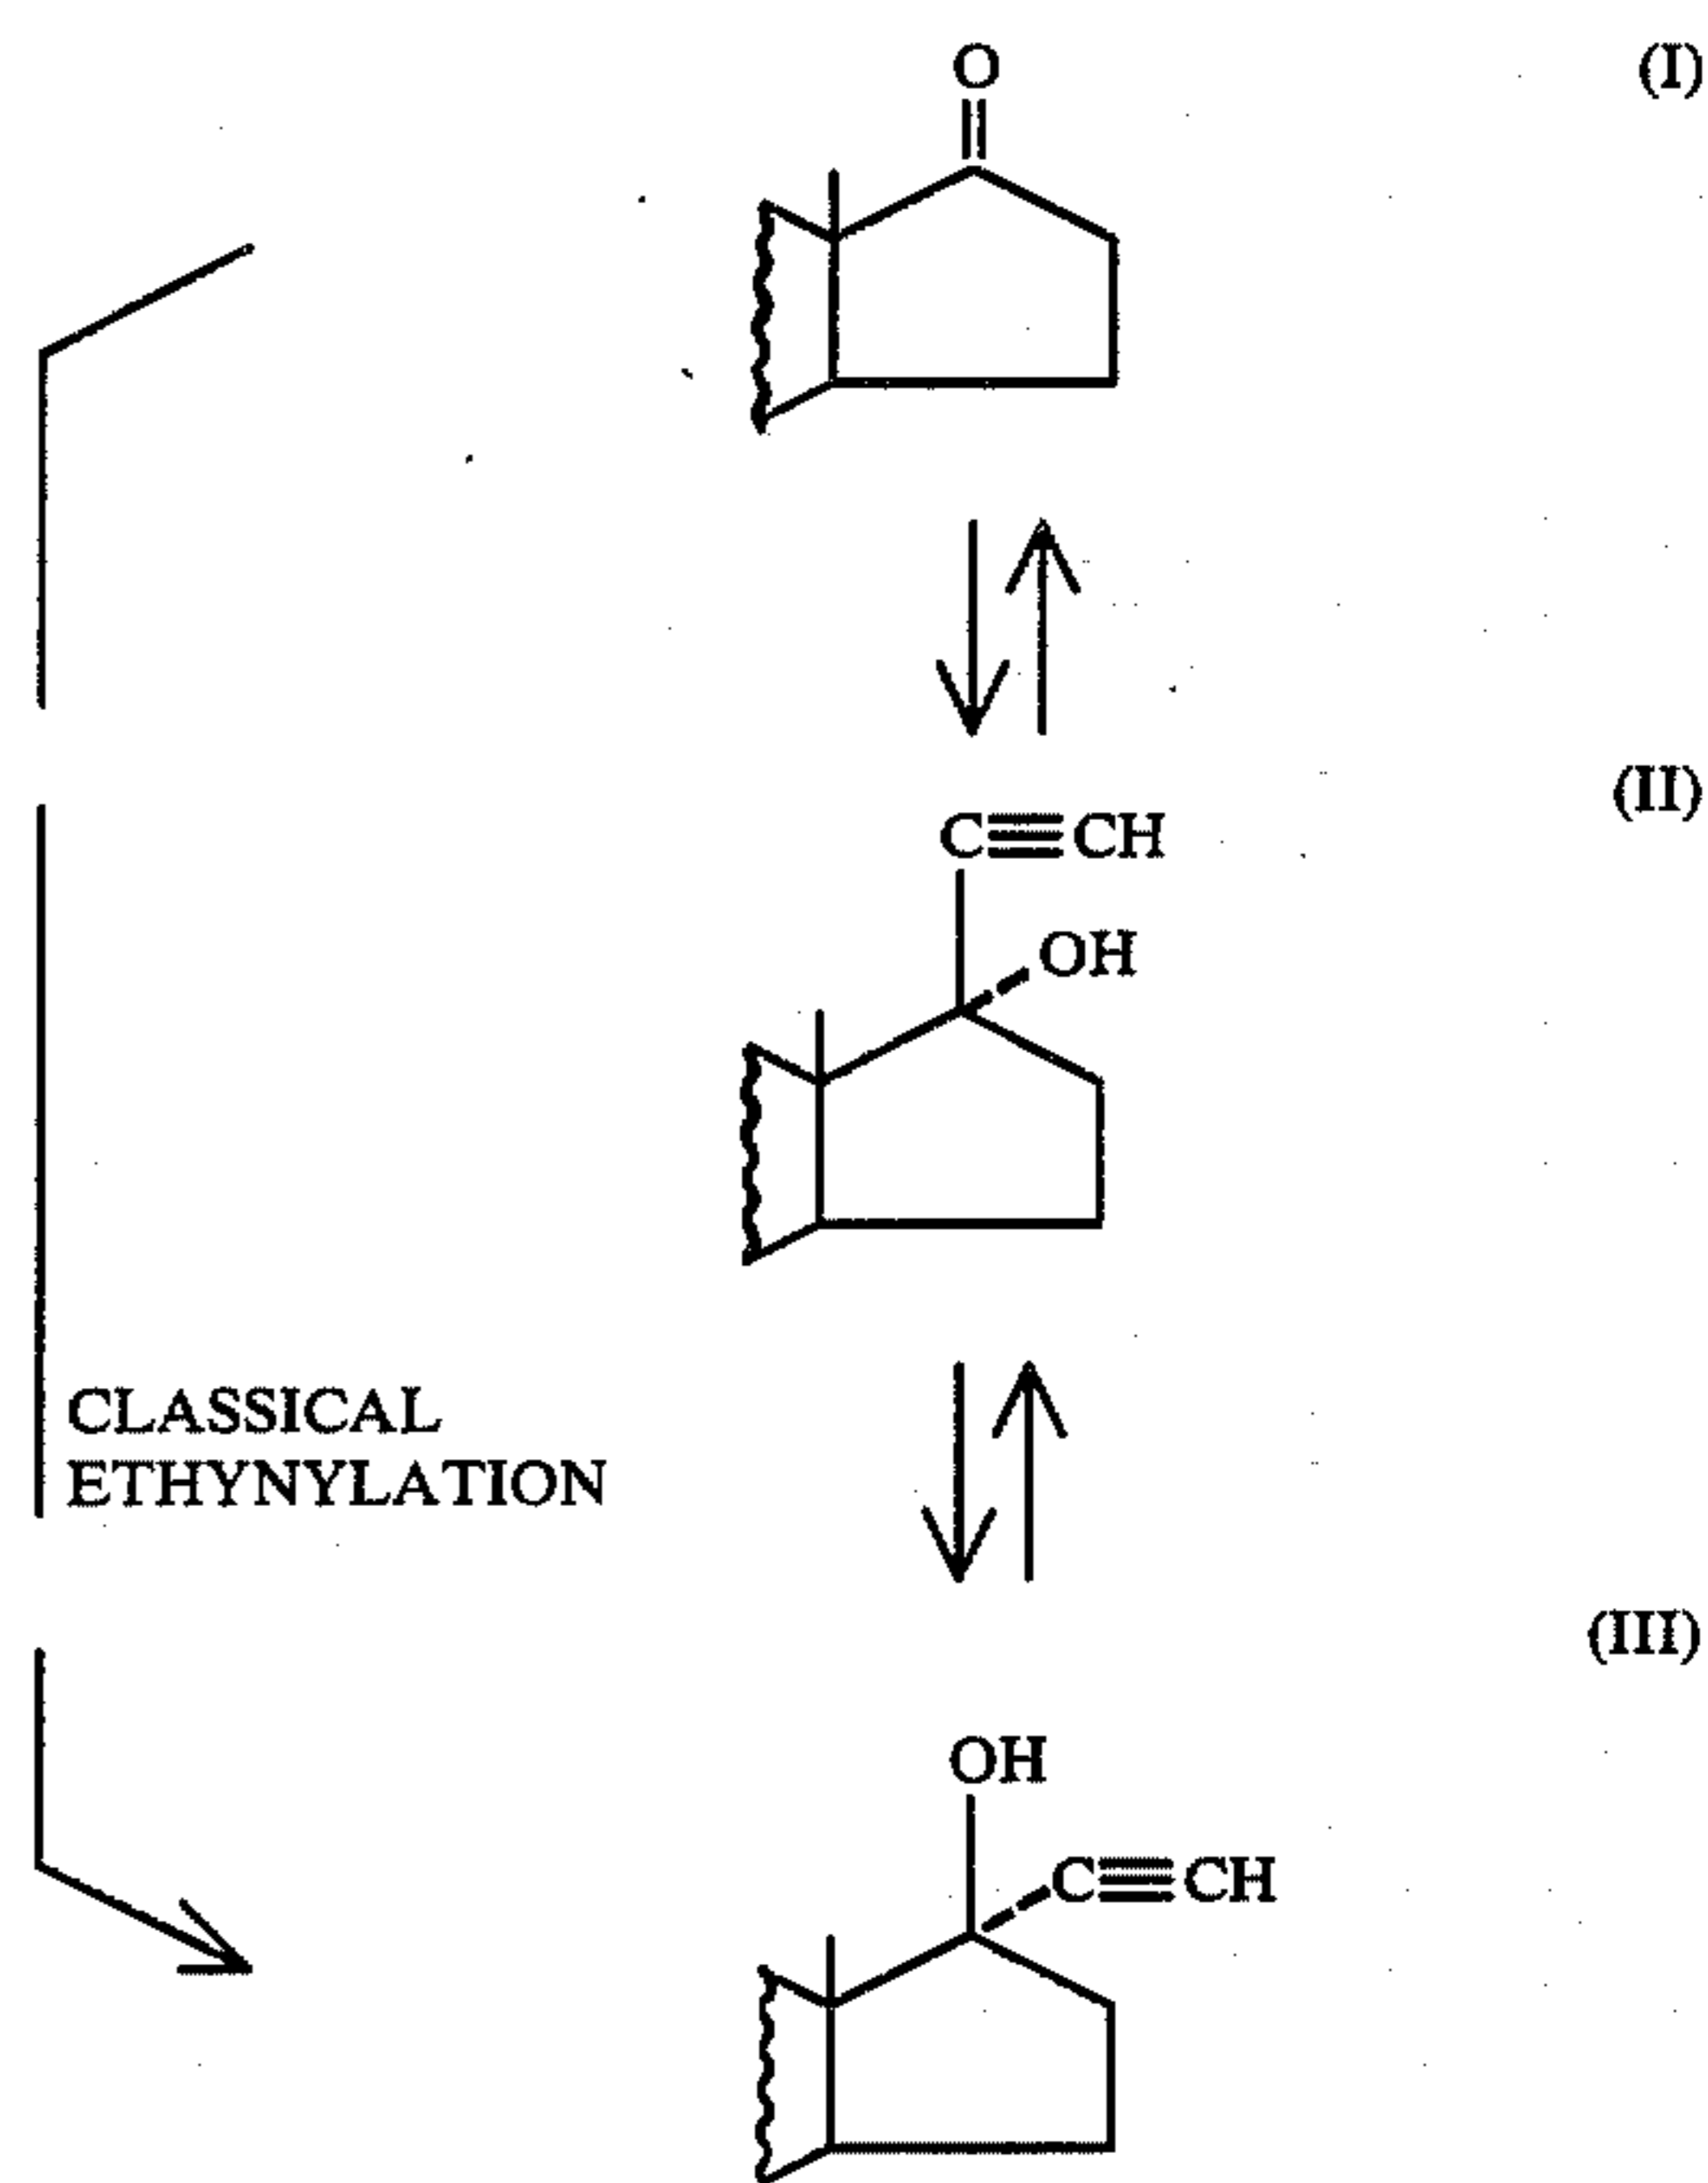 O
(I)
(II)
C≡CH
OH
CLASSICAL
ETHYNYLATION
(III)
OH
C≡CH